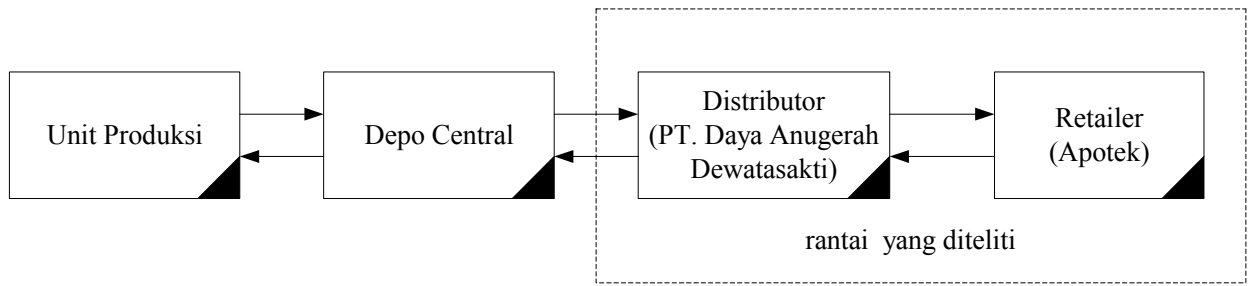 Unit Produksi
Depo Central
Distributor
(PT. Daya Anugerah
Dewatasakti)
Retailer
(Apotek)
rantai yang diteliti